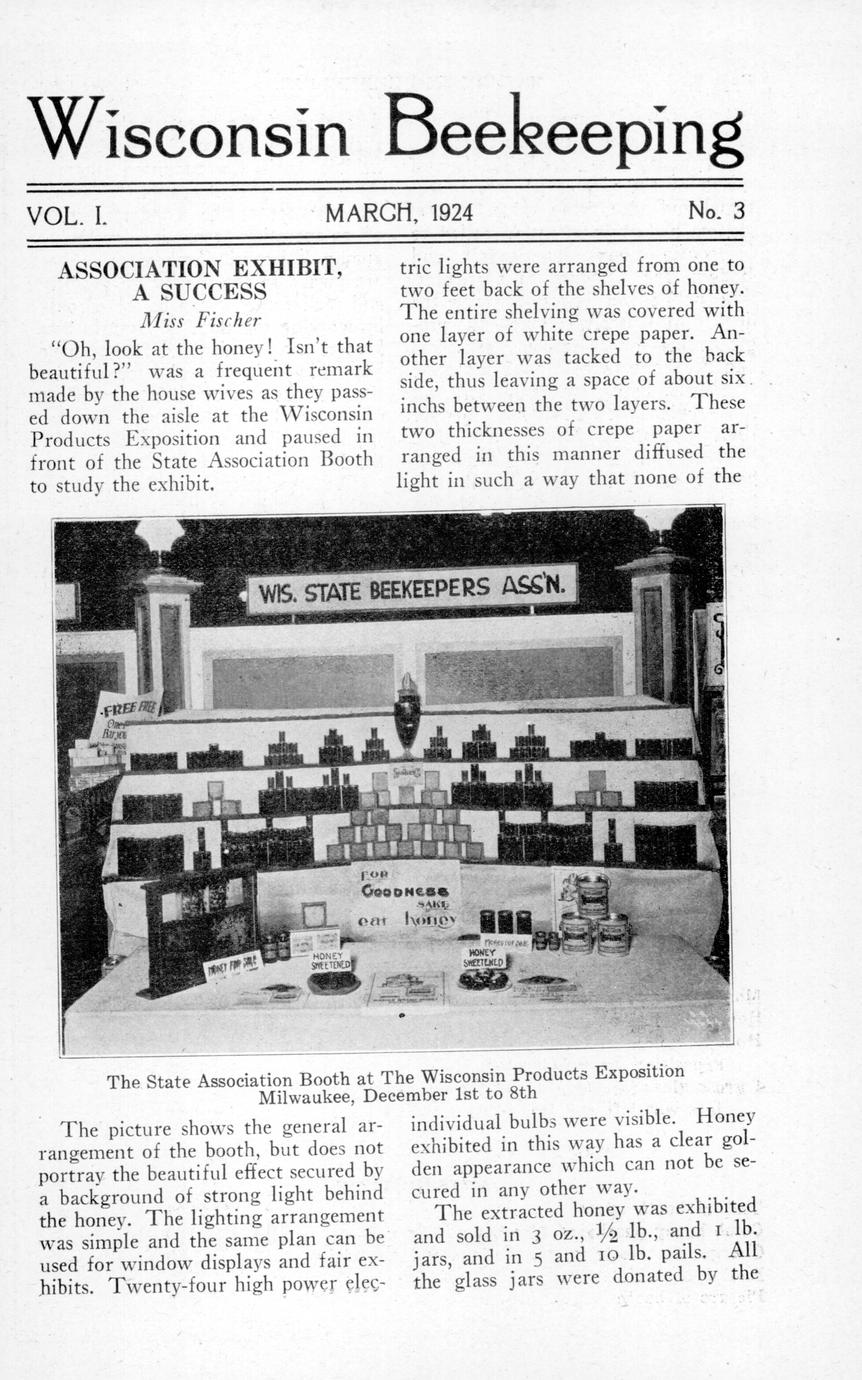 Wisconsin Beekeeping
VOL. I.
MARCH, 1924
No. 3
ASSOCIATION EXHIBIT,
A SUCCESS
Miss Fischer
"Oh, look at the honey! Isn't that
beautiful?" was a frequent remark
made by the house wives as they pass-
ed down the aisle at the Wisconsin
Products Exposition and paused in
front of the State Association Booth
to study the exhibit.
tric lights were arranged from one to
two feet back of the shelves of honey.
The entire shelving was covered with
one layer of white crepe paper. An-
other layer was tacked to the back
side, thus leaving a space of about six
inchs between the two layers. These
two thicknesses of crepe paper ar-
ranged in this manner diffused the
light in such a way that none of the
WIS. STATE BEEKEEPERS ASS'N.
FREE FREE
FOR
GOODNESS
SAKE
eat honey
HONEY FOR SALE
HONEY
SWEETENED
HONEY FOR SALE
HONEY
SWEETENED
The State Association Booth at The Wisconsin Products Exposition
Milwaukee, December 1st to 8th
The picture shows the general ar-
rangement of the booth, but does not
portray the beautiful effect secured by
a background of strong light behind
the honey. The lighting arrangement
was simple and the same plan can be
used for window displays and fair ex-
hibits. Twenty-four high power elec-
individual bulbs were visible. Honey
exhibited in this way has a clear gol-
den appearance which can not be se-
cured in any other way.
The extracted honey was exhibited
and sold in 3 oz., ½ lb., and 1 lb.
jars, and in 5 and 10 lb. pails. All
the glass jars were donated by the